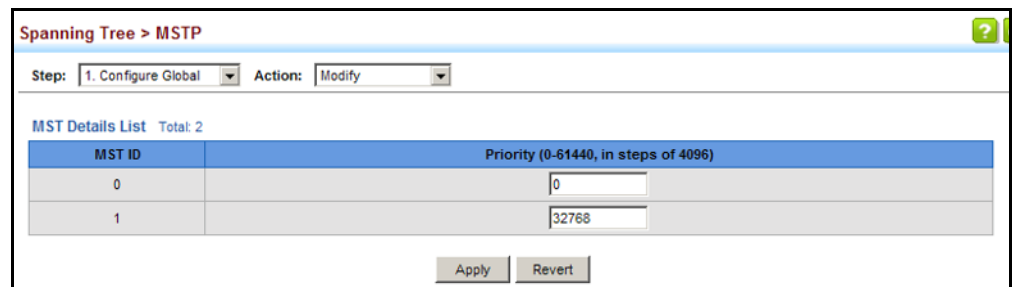 Spanning Tree > MSTP ?
Step: 1. Configure Global Action: Modify
MST Details List Total: 2
MST ID Priority (0-61440, in steps of 4096)
0 0
1 32768
Apply Revert